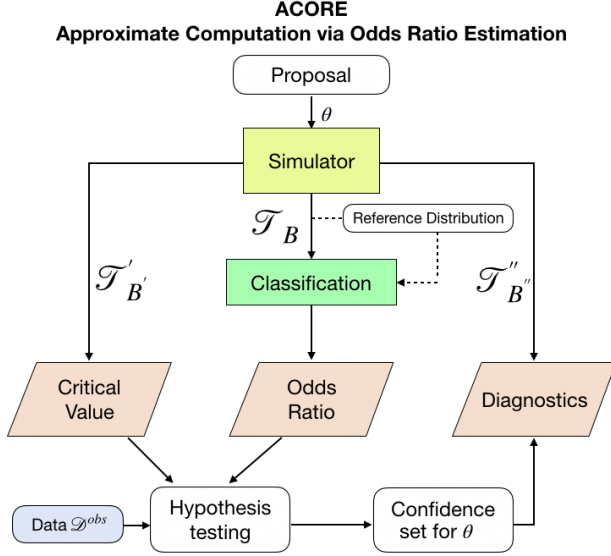 ACORE
Approximate Computation via Odds Ratio Estimation
Proposal
θ
Simulator
𝒯_B
Reference Distribution
𝒯'_B'
Classification
𝒯''_B''
Critical
Value
Odds
Ratio
Diagnostics
Data 𝒟^obs
Hypothesis
testing
Confidence
set for θ